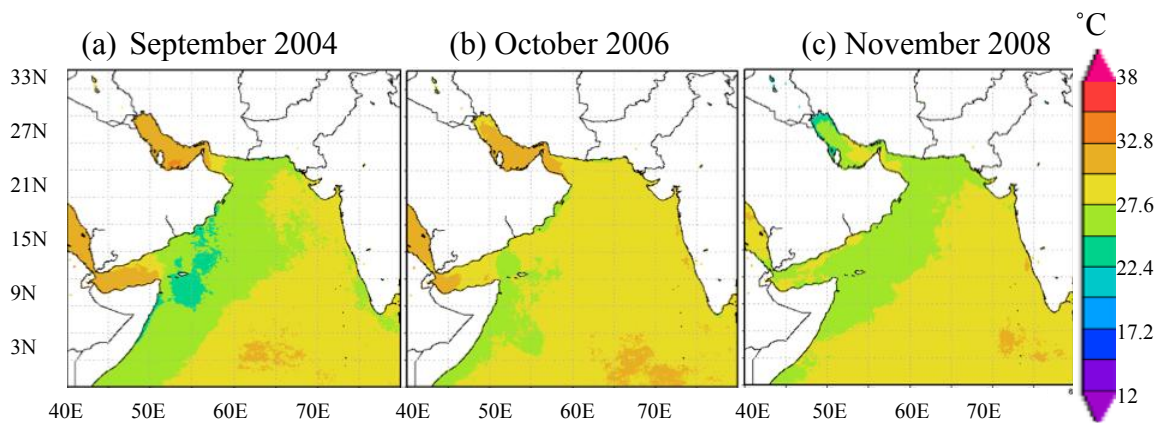 (a) September 2004
(b) October 2006
(c) November 2008
˚C
33N
27N
21N
15N
9N
3N
40E 50E 60E 70E
40E 50E 60E 70E
40E 50E 60E 70E
38
32.8
27.6
22.4
17.2
12